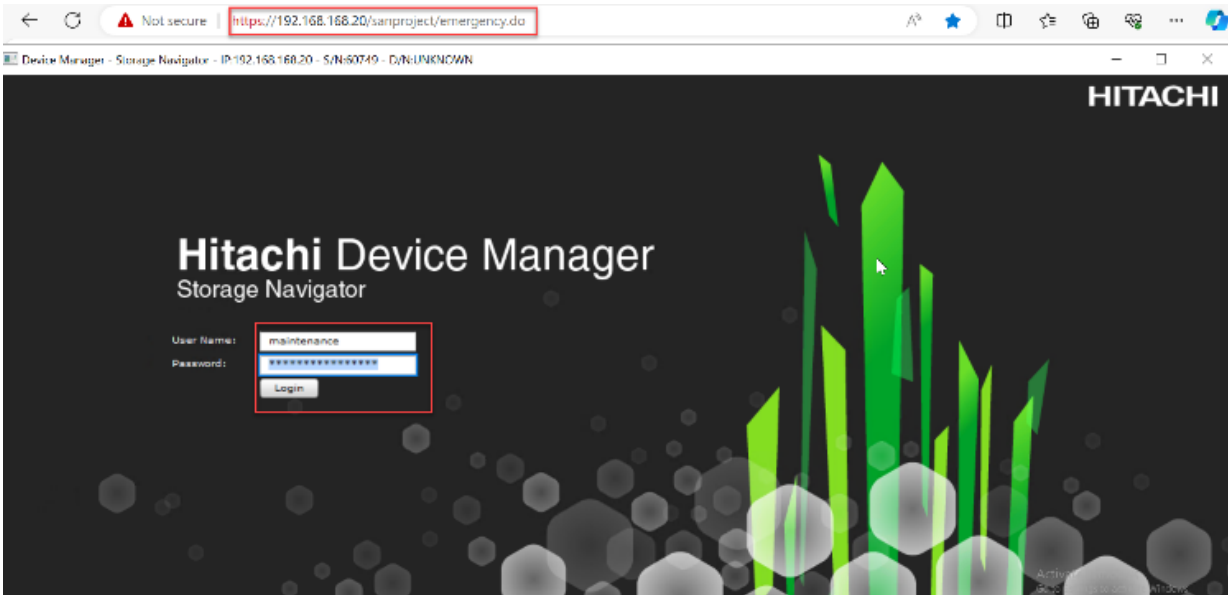 Not secure https://192.168.168.20/sanproject/emergency.do
Device Manager - Storage Navigator - IP:192.168.168.20 - S/N:60749 - D/N:UNKNOWN
HITACHI
Hitachi Device Manager
Storage Navigator
User Name: maintenance
Password: ****************
Login